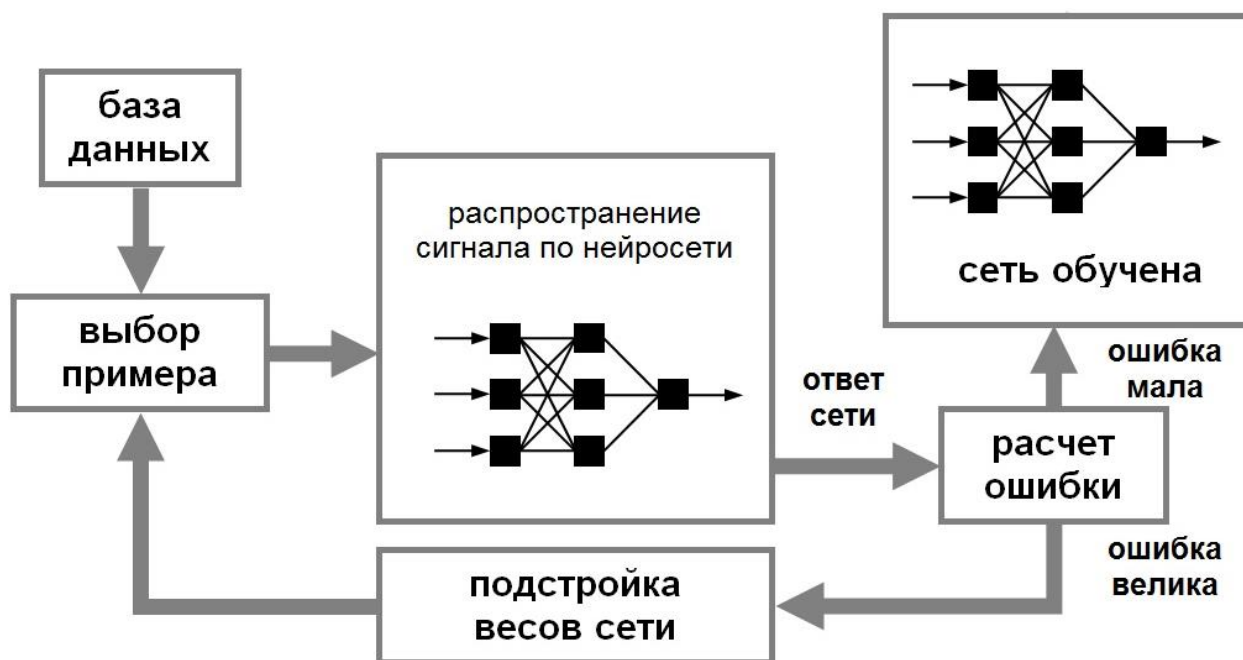 база
данных
выбор
примера
распространение
сигнала по нейросети
ответ
сети
расчет
ошибки
ошибка
мала
сеть обучена
ошибка
велика
подстройка
весов сети